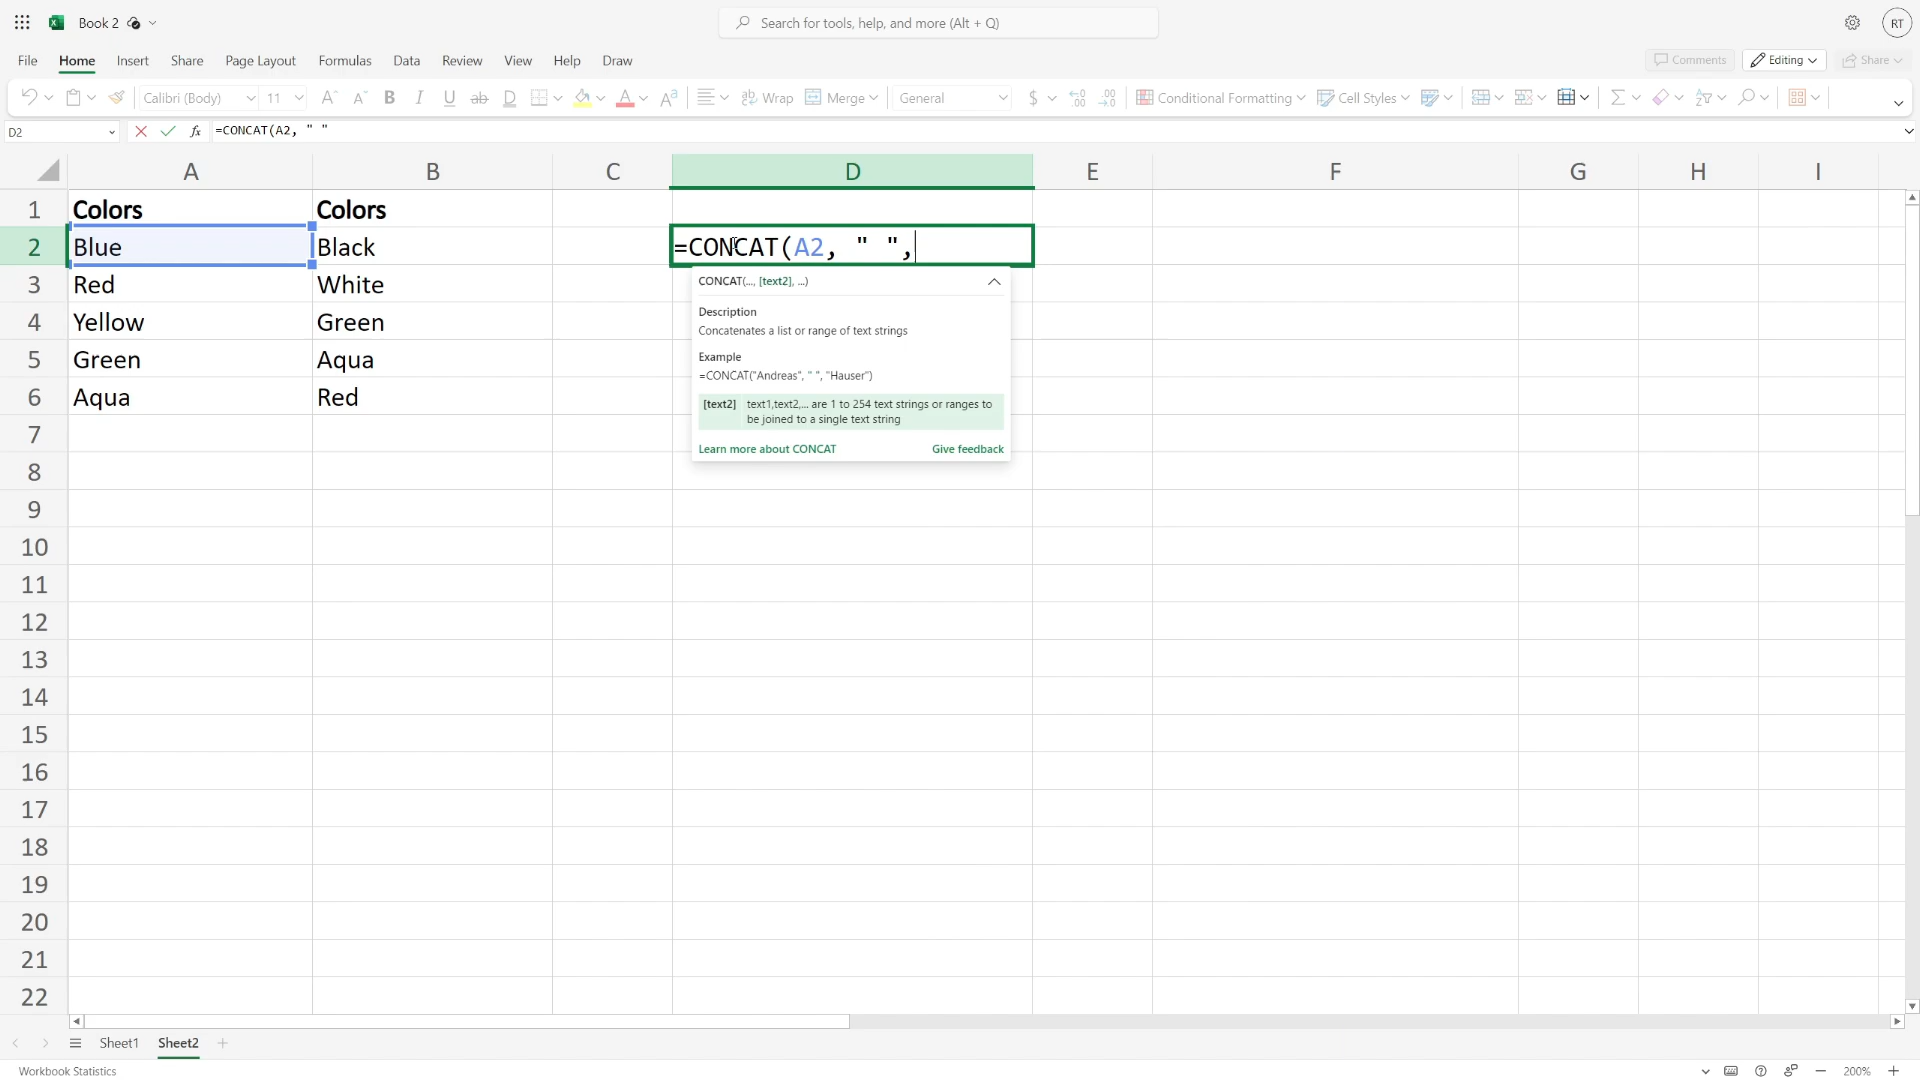 Book 2
Search for tools, help, and more (Alt + Q)
RT
File Home Insert Share Page Layout Formulas Data Review View Help Draw
Comments Editing Share
Calibri (Body) 11 A A B I U ab D A A Wrap Merge General $ .00 .00 Conditional Formatting Cell Styles
D2 fx =CONCAT(A2, " "
A B C D E F G H I
1 Colors Colors
2 Blue Black =CONCAT(A2, " ",
3 Red White
4 Yellow Green
5 Green Aqua
6 Aqua Red
CONCAT(..., [text2], ...)
Description
Concatenates a list or range of text strings
Example
=CONCAT("Andreas", " ", "Hauser")
[text2] text1,text2,... are 1 to 254 text strings or ranges to
be joined to a single text string
Learn more about CONCAT Give feedback
7
8
9
10
11
12
13
14
15
16
17
18
19
20
21
22
Sheet1 Sheet2
Workbook Statistics 200%